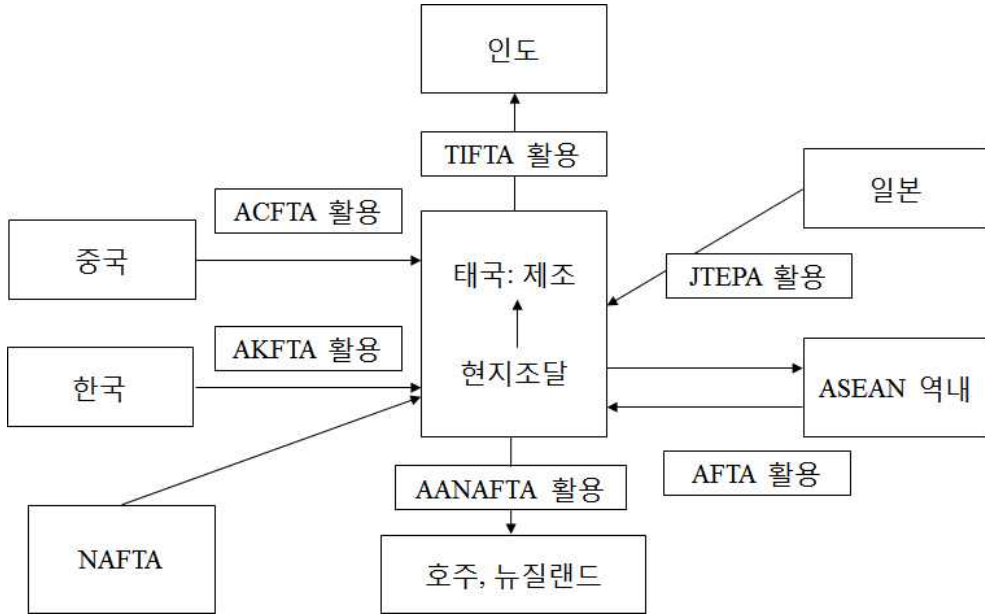 인도
TIFTA 활용
일본
ACFTA 활용
중국
태국: 제조
JTEPA 활용
AKFTA 활용
한국
현지조달
ASEAN 역내
AFTA 활용
AANAFTA 활용
NAFTA
호주, 뉴질랜드